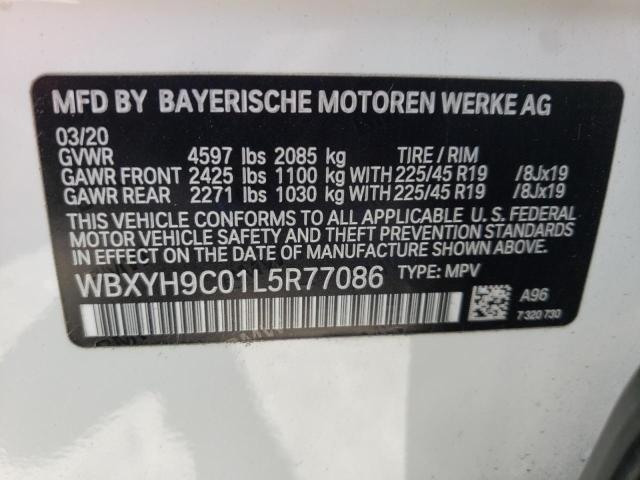 MFD BY BAYERISCHE MOTOREN WERKE AG
03/20
GVWR 4597 lbs 2085 kg TIRE / RIM
GAWR FRONT 2425 lbs 1100 kg WITH 225/45 R19 /8Jx19
GAWR REAR 2271 lbs 1030 kg WITH 225/45 R19 /8Jx19
THIS VEHICLE CONFORMS TO ALL APPLICABLE U. S. FEDERAL
MOTOR VEHICLE SAFETY AND THEFT PREVENTION STANDARDS
IN EFFECT ON THE DATE OF MANUFACTURE SHOWN ABOVE.
WBXYH9C01L5R77086 TYPE: MPV
A96
7 320 730